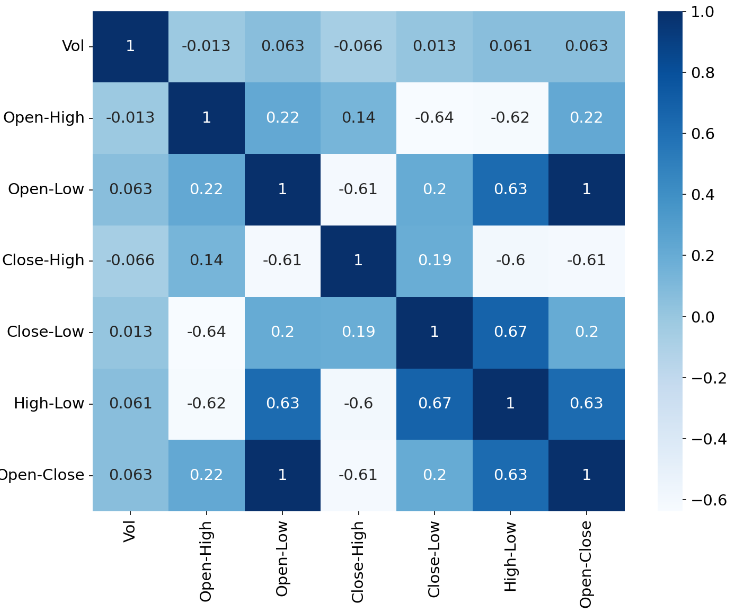 Vol 1 -0.013 0.063 -0.066 0.013 0.061 0.063
Open-High -0.013 1 0.22 0.14 -0.64 -0.62 0.22
Open-Low 0.063 0.22 1 -0.61 0.2 0.63 1
Close-High -0.066 0.14 -0.61 1 0.19 -0.6 -0.61
Close-Low 0.013 -0.64 0.2 0.19 1 0.67 0.2
High-Low 0.061 -0.62 0.63 -0.6 0.67 1 0.63
Open-Close 0.063 0.22 1 -0.61 0.2 0.63 1
Vol Open-High Open-Low Close-High Close-Low High-Low Open-Close
1.0
0.8
0.6
0.4
0.2
0.0
−0.2
−0.4
−0.6